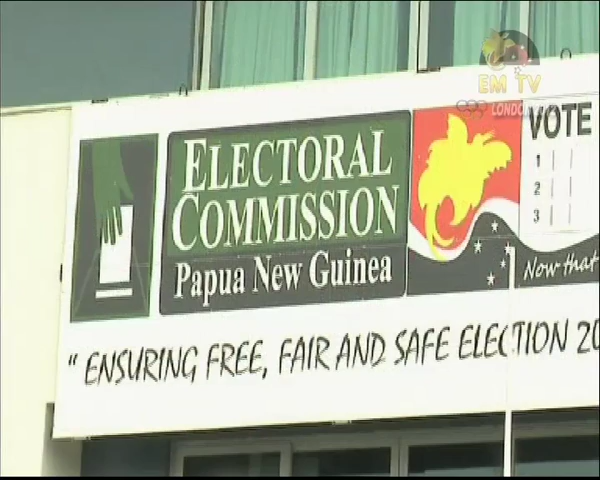 EM TV
LONDON
VOTE
ELECTORAL
COMMISSION
Papua New Guinea
1
2
3
Now that
"ENSURING FREE, FAIR AND SAFE ELECTION 20